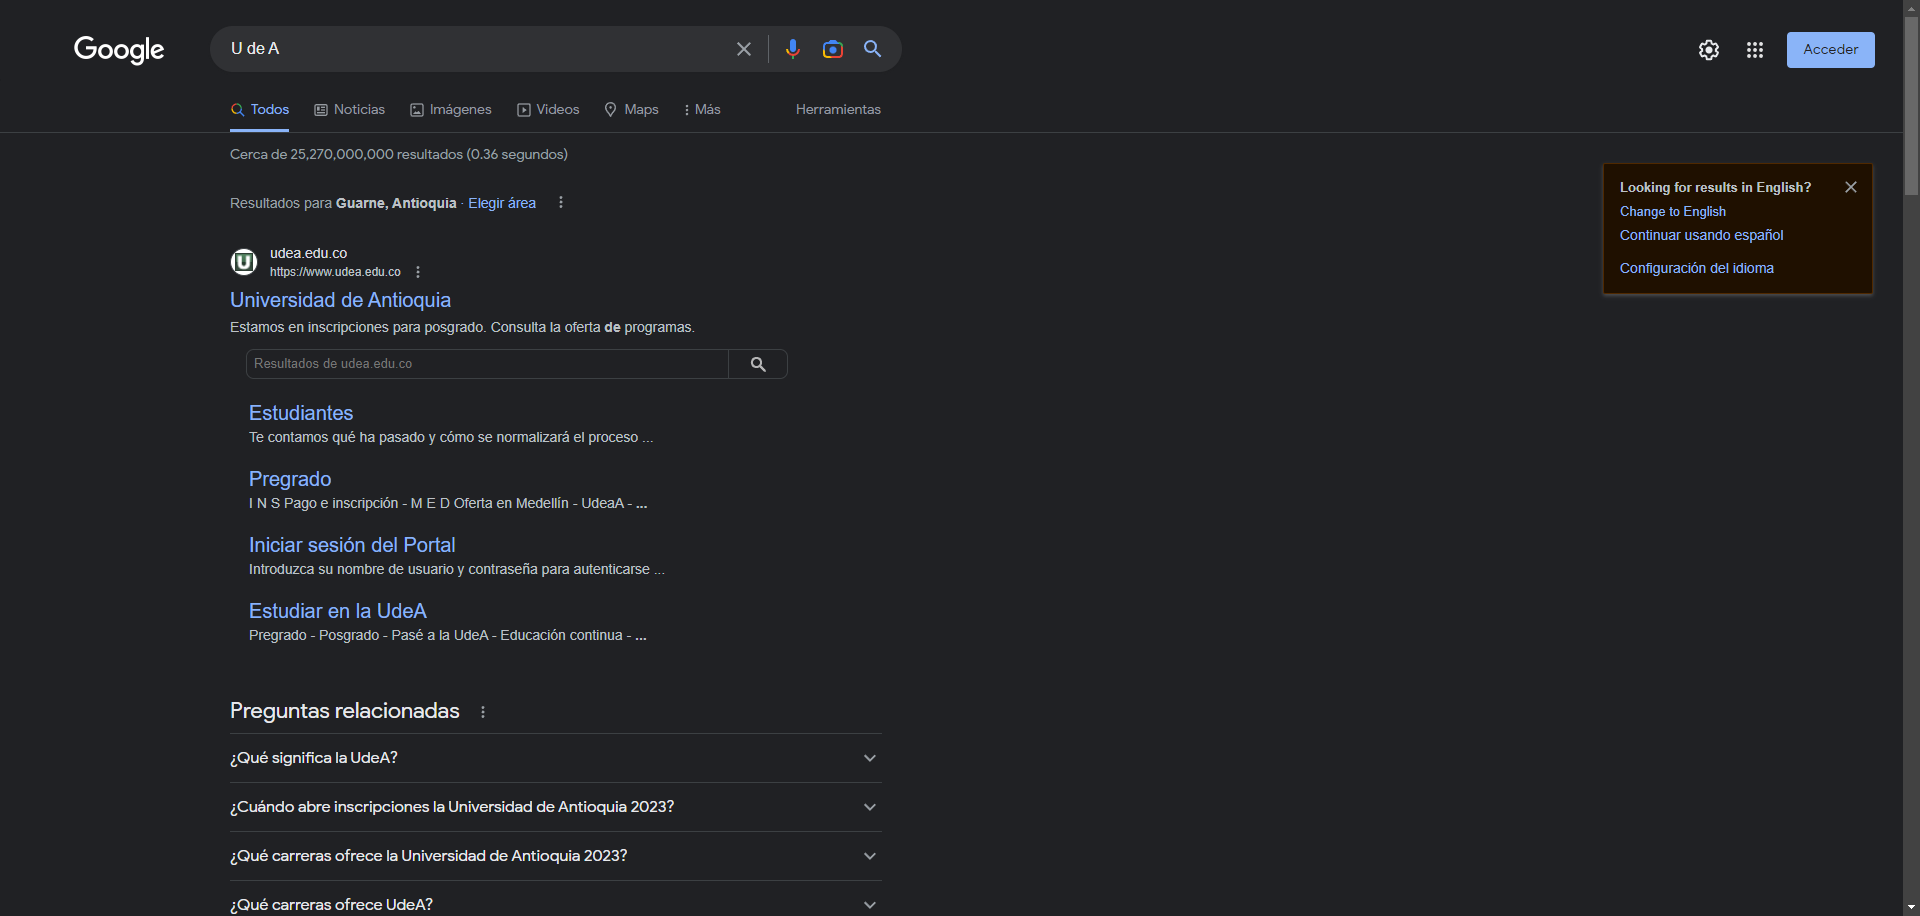 Google
U de A
Acceder
Todos
Noticias
Imágenes
Videos
Maps
Más
Herramientas
Cerca de 25,270,000,000 resultados (0.36 segundos)
Looking for results in English?
Change to English
Continuar usando español
Configuración del idioma
Resultados para Guarne, Antioquia · Elegir área
U
udea.edu.co
https://www.udea.edu.co
Universidad de Antioquia
Estamos en inscripciones para posgrado. Consulta la oferta de programas.
Resultados de udea.edu.co
Estudiantes
Te contamos qué ha pasado y cómo se normalizará el proceso ...
Pregrado
I N S Pago e inscripción - M E D Oferta en Medellín - UdeaA - ...
Iniciar sesión del Portal
Introduzca su nombre de usuario y contraseña para autenticarse ...
Estudiar en la UdeA
Pregrado - Posgrado - Pasé a la UdeA - Educación continua - ...
Preguntas relacionadas
¿Qué significa la UdeA?
¿Cuándo abre inscripciones la Universidad de Antioquia 2023?
¿Qué carreras ofrece la Universidad de Antioquia 2023?
¿Qué carreras ofrece UdeA?